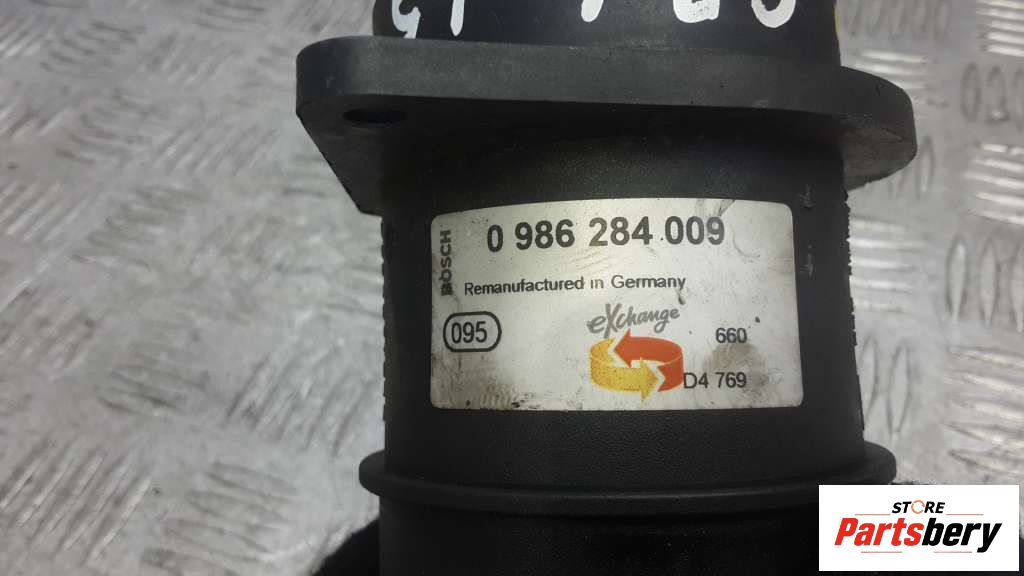 0 986 284 009
BOSCH
Remanufactured in Germany
095
eXchange
660
D4 769
STORE
Partsbery